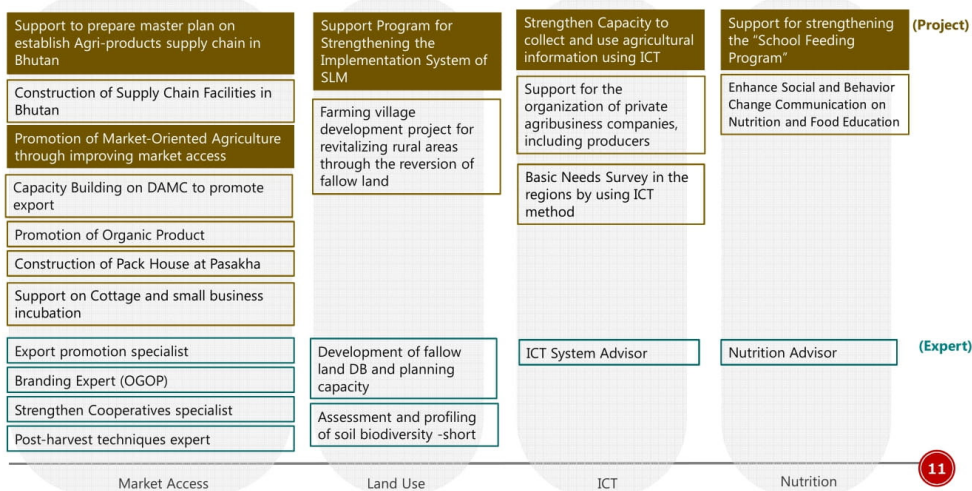 Support to prepare master plan on
establish Agri-products supply chain in
Bhutan
Construction of Supply Chain Facilities in
Bhutan
Promotion of Market-Oriented Agriculture
through improving market access
Capacity Building on DAMC to promote
export
Promotion of Organic Product
Construction of Pack House at Pasakha
Support on Cottage and small business
incubation
Export promotion specialist
Branding Expert (OGOP)
Strengthen Cooperatives specialist
Post-harvest techniques expert
Market Access
Support Program for
Strengthening the
Implementation System of
SLM
Farming village
development project for
revitalizing rural areas
through the reversion of
fallow land
Development of fallow
land DB and planning
capacity
Assessment and profiling
of soil biodiversity -short
Land Use
Strengthen Capacity to
collect and use agricultural
information using ICT
Support for the
organization of private
agribusiness companies,
including producers
Basic Needs Survey in the
regions by using ICT
method
ICT System Advisor
ICT
Support for strengthening
the "School Feeding
Program"
Enhance Social and Behavior
Change Communication on
Nutrition and Food Education
Nutrition Advisor
Nutrition
(Project)
(Expert)
11